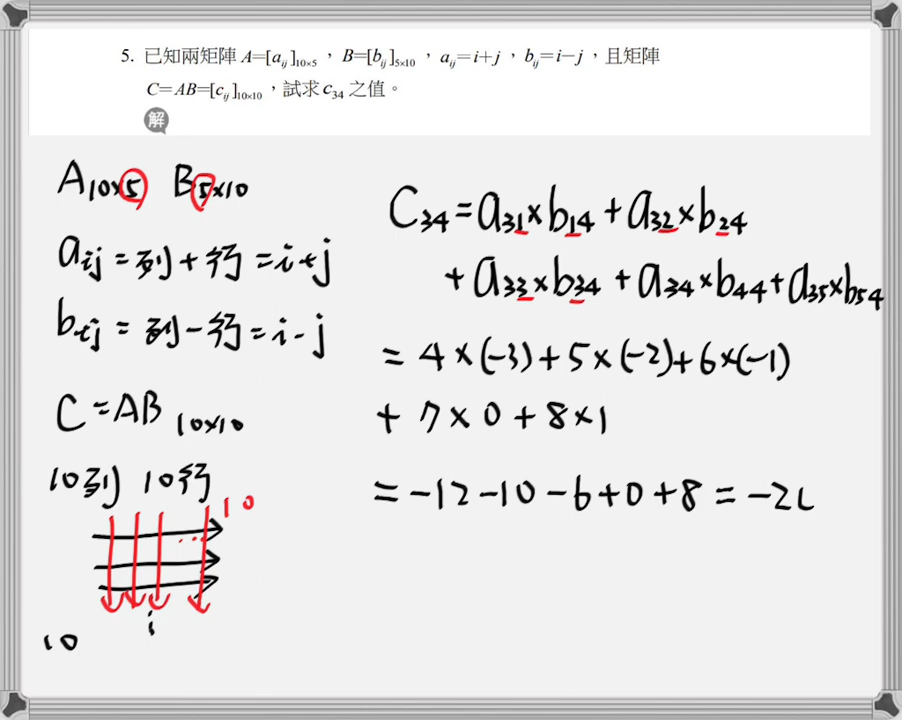 5. 已知兩矩陣 A=[aij]10×5，B=[bij]5×10，aij=i+j，bij=i−j，且矩陣
C=AB=[cij]10×10，試求 c34 之值。
解
A10×5 B5×10
aij = 列 + 行 = i+j
bij = 列 − 行 = i−j
C = AB 10×10
10列 10行
10
...
10
C34 = a31×b14 + a32×b24
+ a33×b34 + a34×b44 + a35×b54
= 4×(−3)+5×(−2)+6×(−1)
+ 7×0 + 8×1
= −12−10−6+0+8 = −2